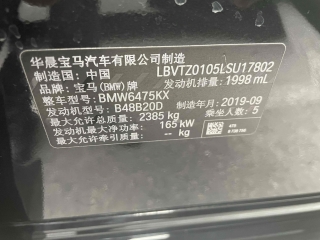 华晨宝马汽车有限公司制造
制造国：中国 LBVTZ0105LSU17802
品牌：宝马(BMW)牌 发动机排量：1998 mL
整车型号：BMW6475KX
发动机型号：B48B20D 制造年月：2019-09
最大允许总质量：2385 kg 乘坐人数：5
发动机最大净功率：165 kW
最大允许牵引质量：-- kg